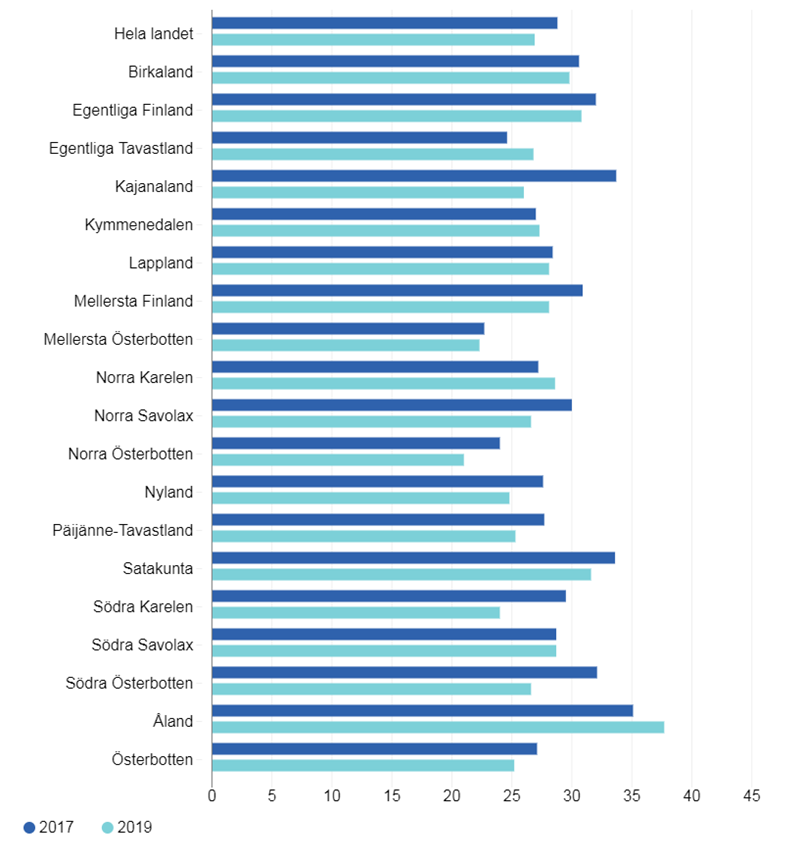 Hela landet
Birkaland
Egentliga Finland
Egentliga Tavastland
Kajanaland
Kymmenedalen
Lappland
Mellersta Finland
Mellersta Österbotten
Norra Karelen
Norra Savolax
Norra Österbotten
Nyland
Päijänne-Tavastland
Satakunta
Södra Karelen
Södra Savolax
Södra Österbotten
Åland
Österbotten
0 5 10 15 20 25 30 35 40 45
2017 2019